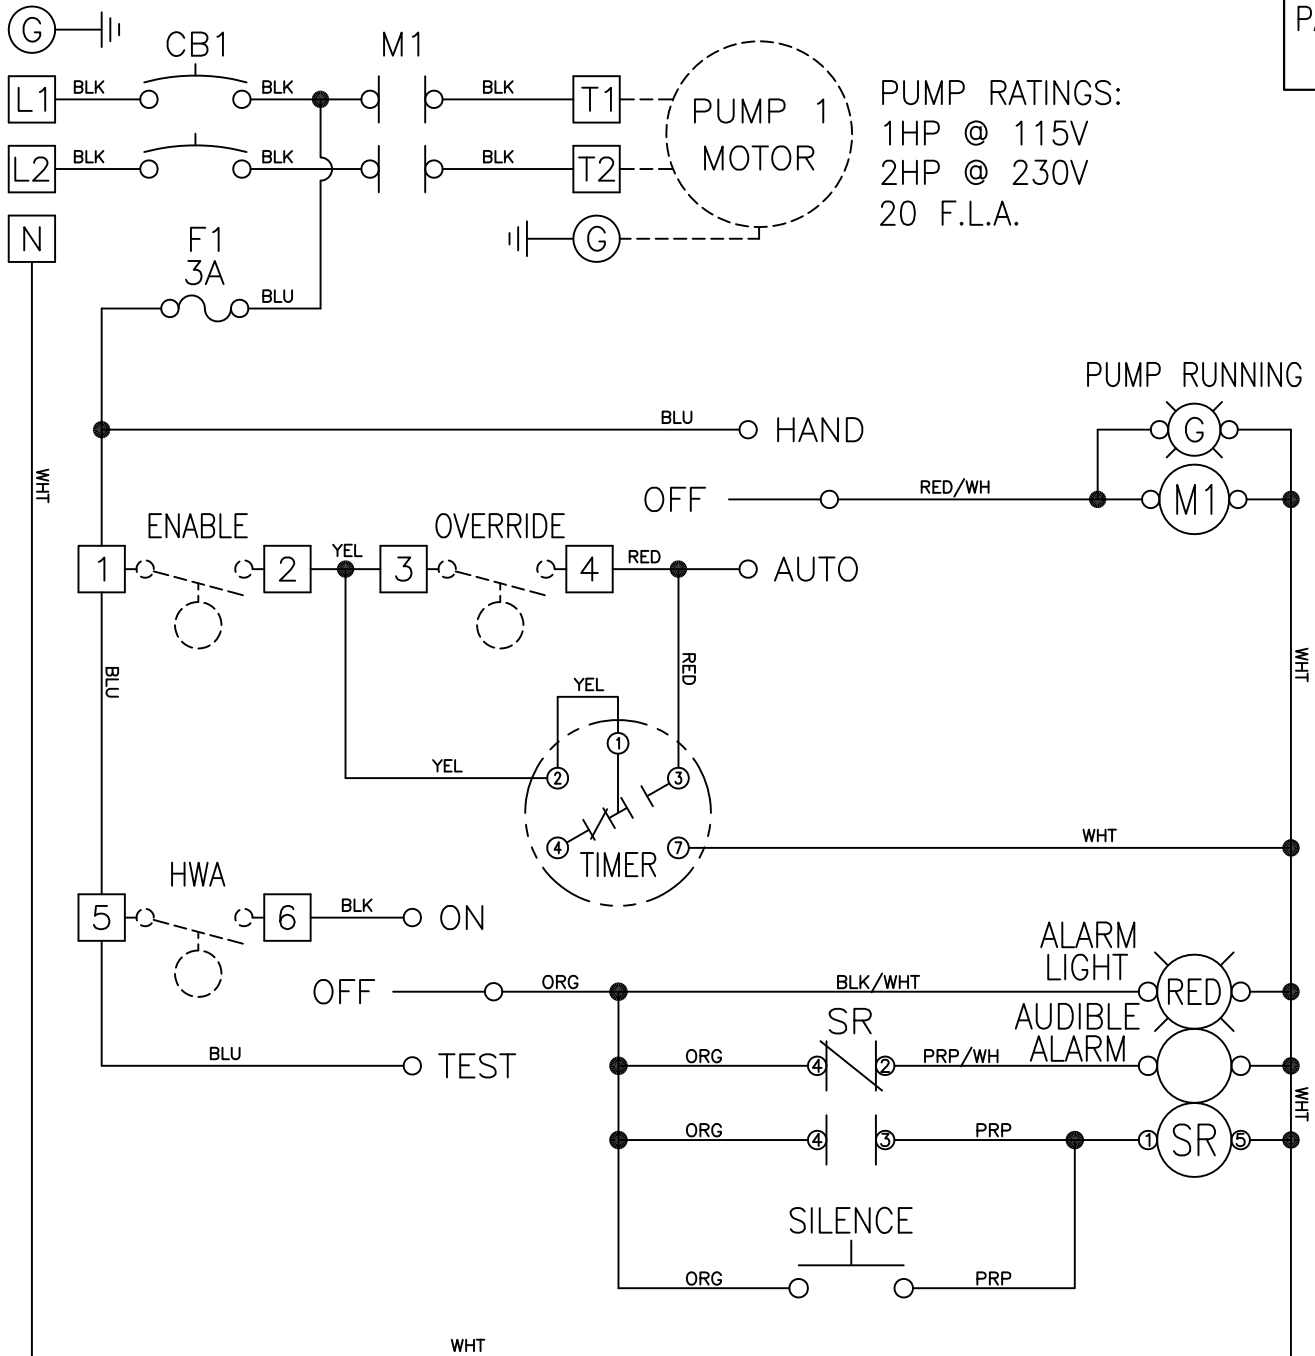 G
CB1
M1
L1
BLK
BLK
BLK
T1
L2
BLK
BLK
BLK
T2
PUMP 1
MOTOR
PUMP RATINGS:
1HP @ 115V
2HP @ 230V
20 F.L.A.
N
G
F1
3A
BLU
WHT
PUMP RUNNING
BLU
HAND
G
OFF
RED/WH
M1
ENABLE
OVERRIDE
1
2
YEL
3
4
RED
AUTO
BLU
RED
WHT
YEL
YEL
1
2
3
4
7
TIMER
WHT
HWA
5
6
BLK
ON
OFF
ORG
BLK/WHT
ALARM
LIGHT
RED
BLU
TEST
SR
ORG
4
2
PRP/WH
AUDIBLE
ALARM
WHT
ORG
4
3
PRP
1
SR
5
SILENCE
ORG
PRP
WHT